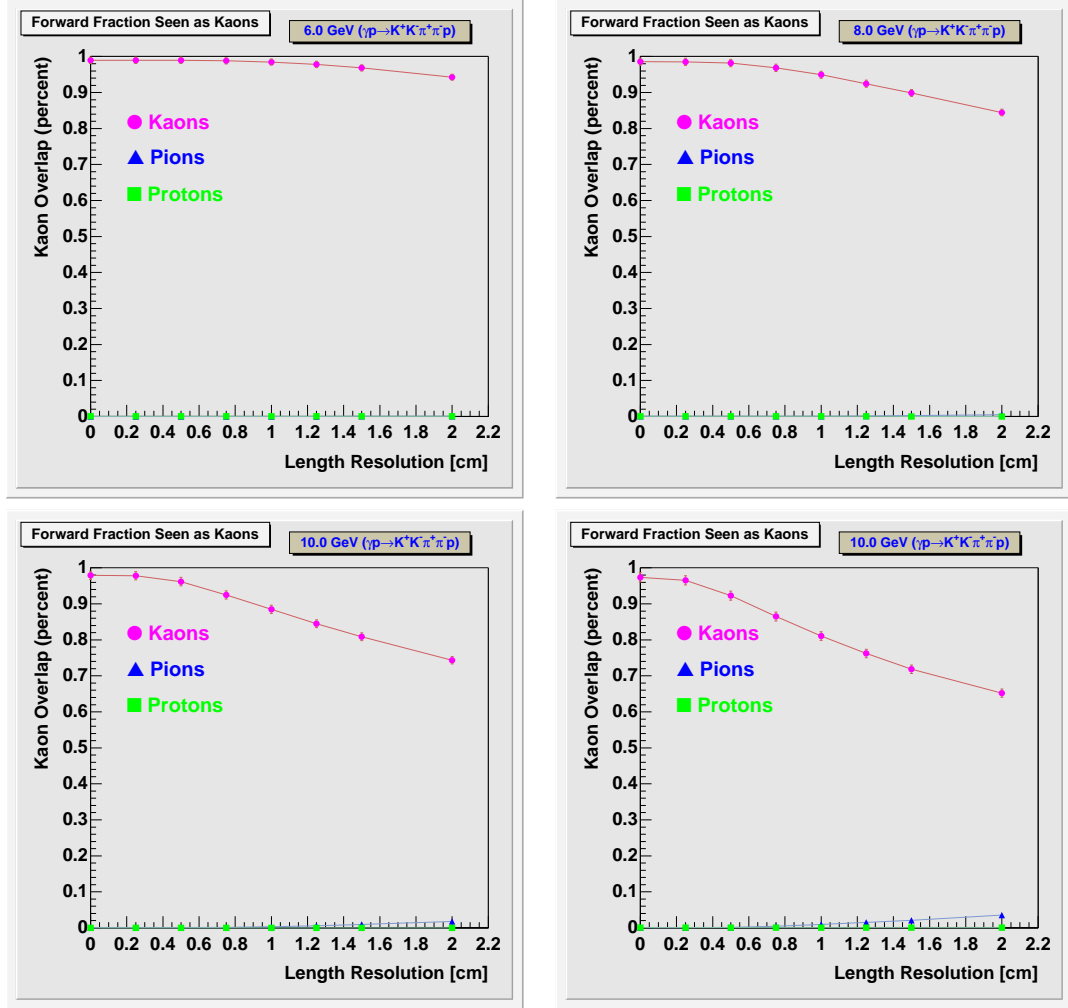 Forward Fraction Seen as Kaons
6.0 GeV (γp→K⁺K⁻π⁺π⁻p)
Kaon Overlap (percent)
1
0.9
0.8
0.7
0.6
0.5
0.4
0.3
0.2
0.1
0
Kaons
Pions
Protons
0 0.2 0.4 0.6 0.8 1 1.2 1.4 1.6 1.8 2 2.2
Length Resolution [cm]
Forward Fraction Seen as Kaons
8.0 GeV (γp→K⁺K⁻π⁺π⁻p)
Kaon Overlap (percent)
1
0.9
0.8
0.7
0.6
0.5
0.4
0.3
0.2
0.1
0
Kaons
Pions
Protons
0 0.2 0.4 0.6 0.8 1 1.2 1.4 1.6 1.8 2 2.2
Length Resolution [cm]
Forward Fraction Seen as Kaons
10.0 GeV (γp→K⁺K⁻π⁺π⁻p)
Kaon Overlap (percent)
1
0.9
0.8
0.7
0.6
0.5
0.4
0.3
0.2
0.1
0
Kaons
Pions
Protons
0 0.2 0.4 0.6 0.8 1 1.2 1.4 1.6 1.8 2 2.2
Length Resolution [cm]
Forward Fraction Seen as Kaons
10.0 GeV (γp→K⁺K⁻π⁺π⁻p)
Kaon Overlap (percent)
1
0.9
0.8
0.7
0.6
0.5
0.4
0.3
0.2
0.1
0
Kaons
Pions
Protons
0 0.2 0.4 0.6 0.8 1 1.2 1.4 1.6 1.8 2 2.2
Length Resolution [cm]